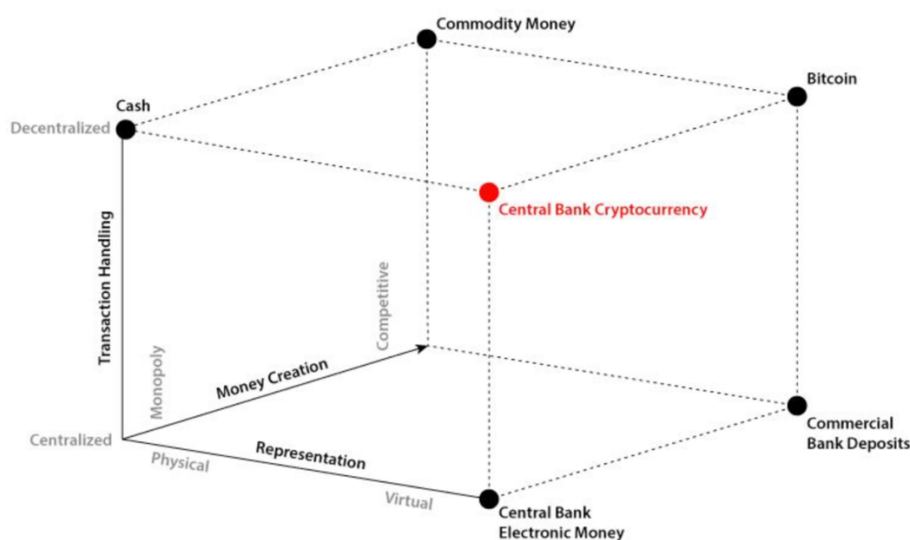 Commodity Money
Bitcoin
Cash
Decentralized
Central Bank Cryptocurrency
Transaction Handling
Competitive
Monopoly
Money Creation
Centralized
Representation
Physical
Virtual
Commercial
Bank Deposits
Central Bank
Electronic Money